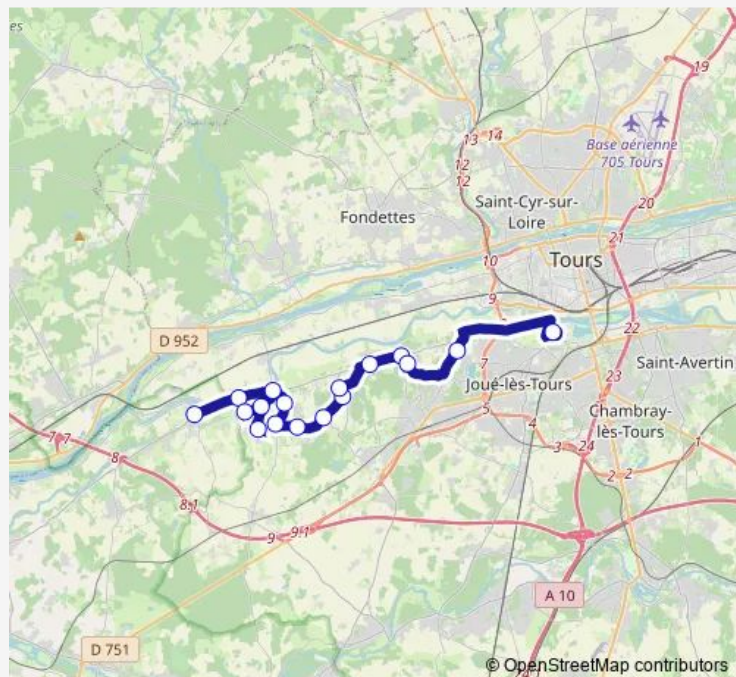 es
19
13
14
Base aérienne
705 Tours
12
12
Saint-Cyr-sur-
Loire
20
Fondettes
21
10
Tours
9
D 952
22
7
Saint-Avertin
Joué-lès-Tours
23
5
Chambray-
lès-Tours
4
7
7
3
24
1
8
2
2
8.1
9
9.1
A 10
D 751
© OpenStreetMap contributors